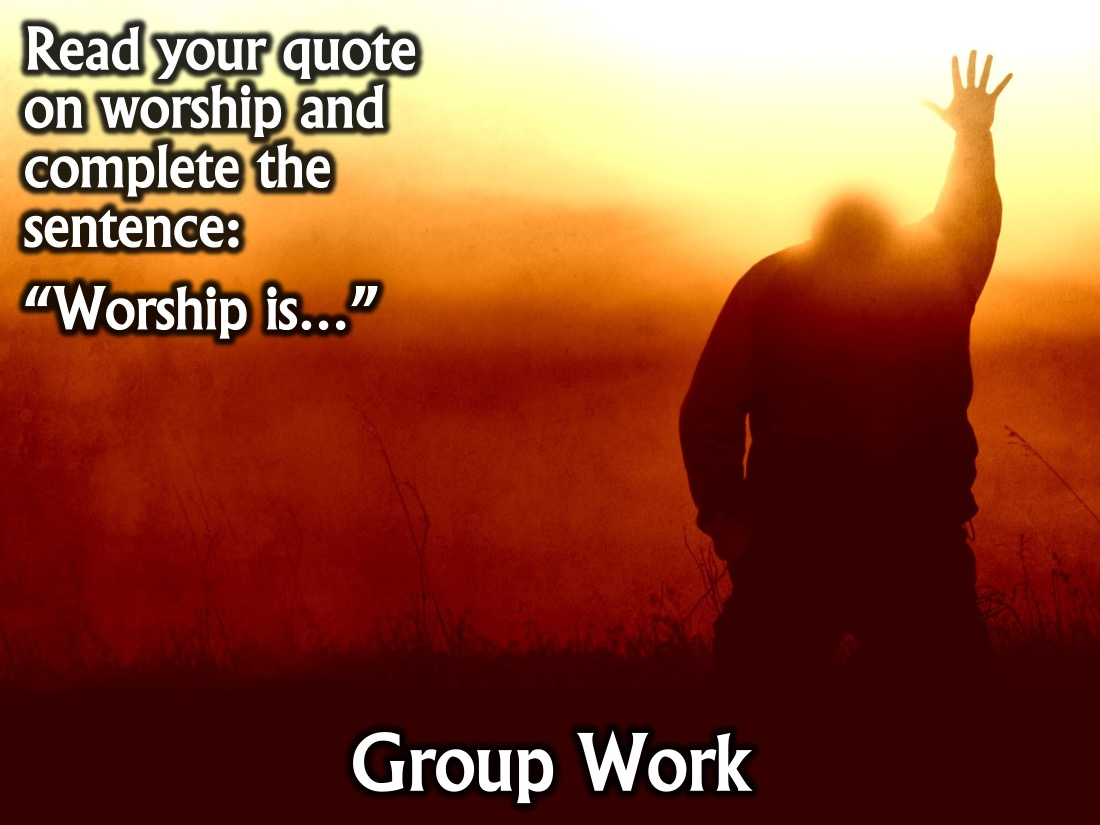 Read your quote
on worship and
complete the
sentence:
“Worship is...”
Group Work